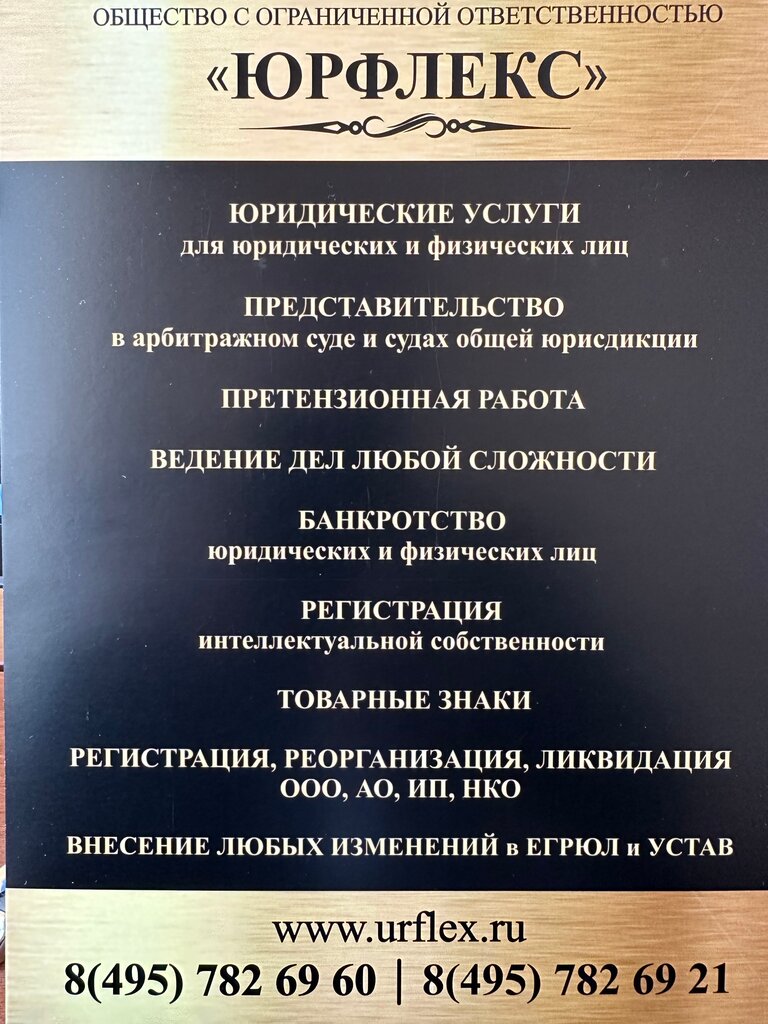 ОБЩЕСТВО С ОГРАНИЧЕННОЙ ОТВЕТСТВЕННОСТЬЮ
«ЮРФЛЕКС»
ЮРИДИЧЕСКИЕ УСЛУГИ
для юридических и физических лиц
ПРЕДСТАВИТЕЛЬСТВО
в арбитражном суде и судах общей юрисдикции
ПРЕТЕНЗИОННАЯ РАБОТА
ВЕДЕНИЕ ДЕЛ ЛЮБОЙ СЛОЖНОСТИ
БАНКРОТСТВО
юридических и физических лиц
РЕГИСТРАЦИЯ
интеллектуальной собственности
ТОВАРНЫЕ ЗНАКИ
РЕГИСТРАЦИЯ, РЕОРГАНИЗАЦИЯ, ЛИКВИДАЦИЯ
ООО, АО, ИП, НКО
ВНЕСЕНИЕ ЛЮБЫХ ИЗМЕНЕНИЙ в ЕГРЮЛ и УСТАВ
www.urflex.ru
8(495) 782 69 60 | 8(495) 782 69 21